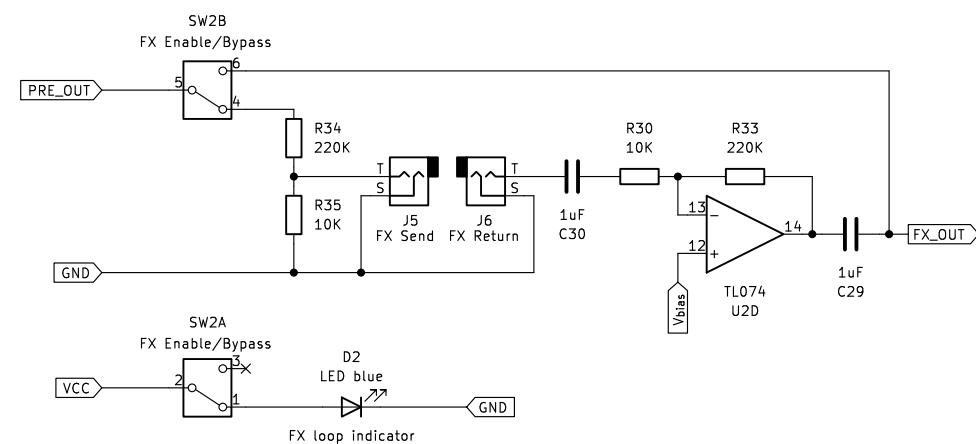 SW2B
FX Enable/Bypass
6
PRE_OUT
5
4
R34
220K
R30
10K
R33
220K
T
T
S
S
R35
10K
J5
FX Send
J6
FX Return
1uF
C30
13
12
14
FX_OUT
1uF
C29
GND
Vbias
TL074
U2D
SW2A
FX Enable/Bypass
3
VCC
2
1
D2
LED blue
GND
FX loop indicator